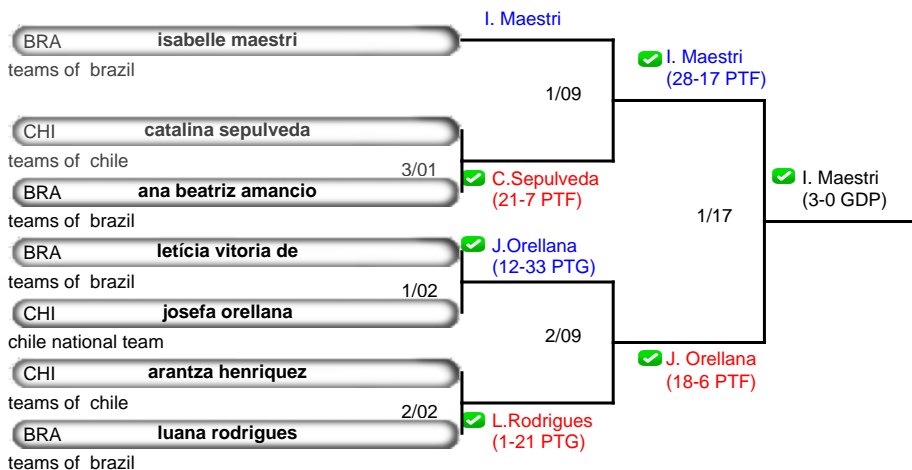 I. Maestri
BRA isabelle maestri
teams of brazil
I. Maestri
(28-17 PTF)
1/09
CHI catalina sepulveda
teams of chile
3/01
C.Sepulveda
(21-7 PTF)
BRA ana beatriz amancio
teams of brazil
I. Maestri
(3-0 GDP)
1/17
BRA letícia vitoria de
teams of brazil
J.Orellana
(12-33 PTG)
1/02
CHI josefa orellana
chile national team
2/09
CHI arantza henriquez
teams of chile
J. Orellana
(18-6 PTF)
2/02
L.Rodrigues
(1-21 PTG)
BRA luana rodrigues
teams of brazil